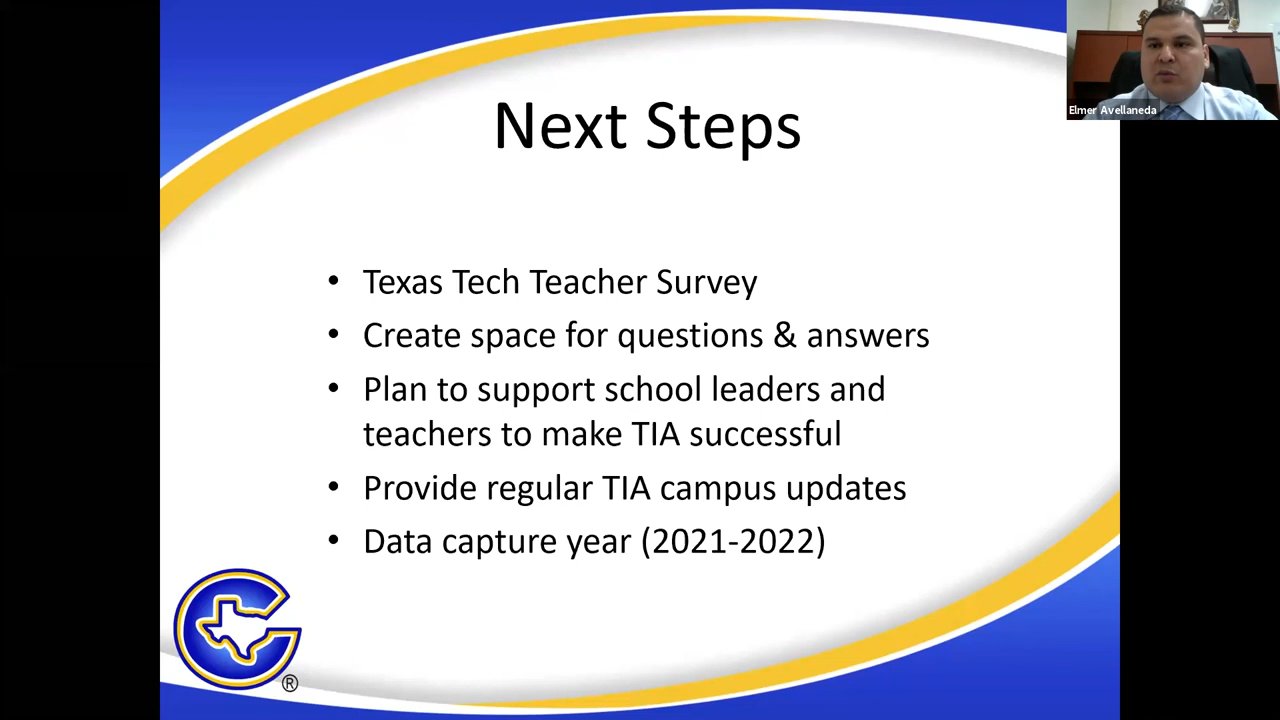 Elmer Avellaneda
Next Steps
• Texas Tech Teacher Survey
• Create space for questions & answers
• Plan to support school leaders and
teachers to make TIA successful
• Provide regular TIA campus updates
• Data capture year (2021-2022)
®